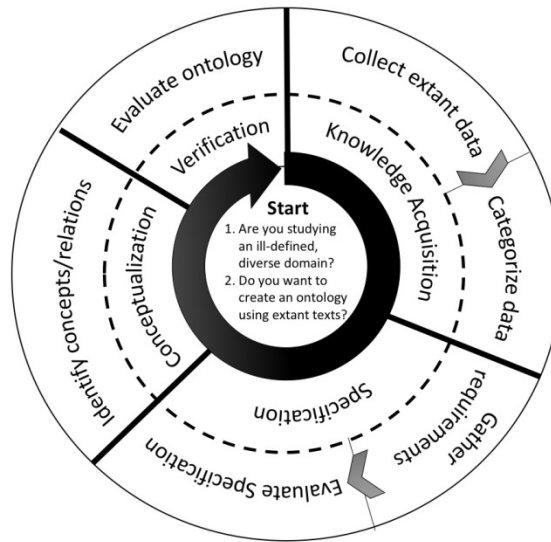 Start
1. Are you studying
an ill-defined,
diverse domain?
2. Do you want to
create an ontology
using extant texts?
Knowledge Acquisition
Collect extant data
Categorize data
Specification
Gather
requirements
Evaluate Specification
Conceptualization
Identify concepts/relations
Verification
Evaluate ontology